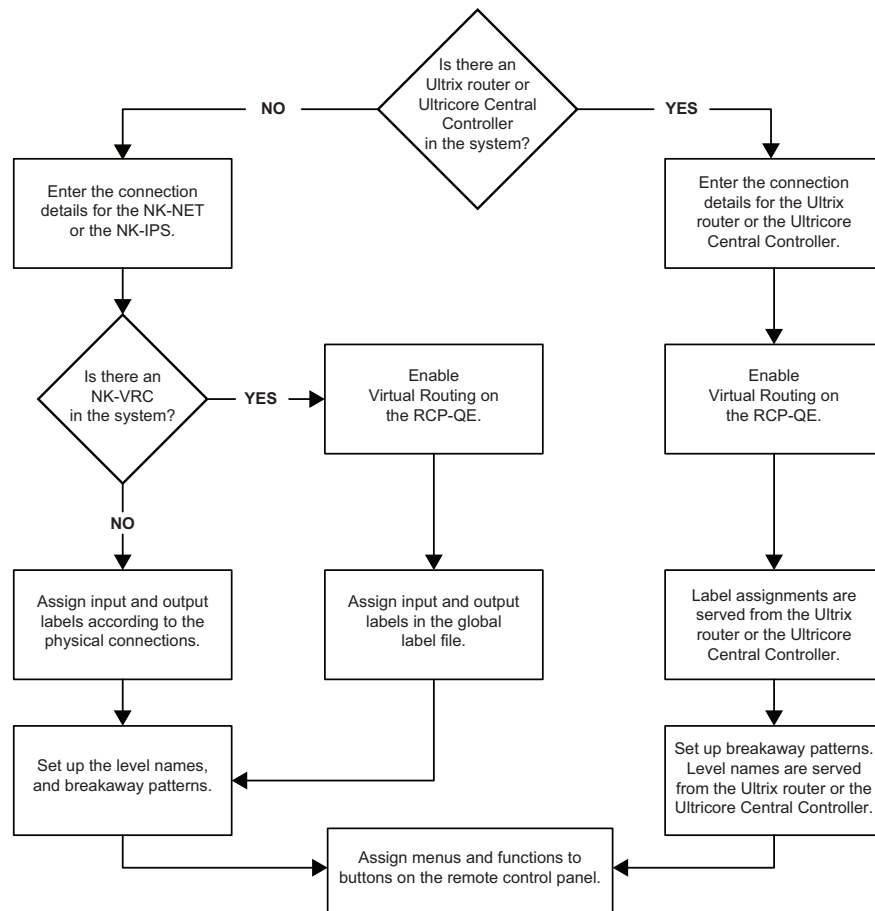 Is there an
Ultrix router or
Ultricore Central
Controller
in the system?
NO
YES
Enter the connection
details for the NK-NET
or the NK-IPS.
Enter the connection
details for the Ultrix
router or the Ultricore
Central Controller.
Is there an
NK-VRC
in the system?
YES
Enable
Virtual Routing on
the RCP-QE.
Enable
Virtual Routing on
the RCP-QE.
NO
Assign input and output
labels according to the
physical connections.
Assign input and output
labels in the global
label file.
Label assignments are
served from the Ultrix
router or the Ultricore
Central Controller.
Set up the level names,
and breakaway patterns.
Set up breakaway patterns.
Level names are served
from the Ultrix router or the
Ultricore Central Controller.
Assign menus and functions to
buttons on the remote control panel.